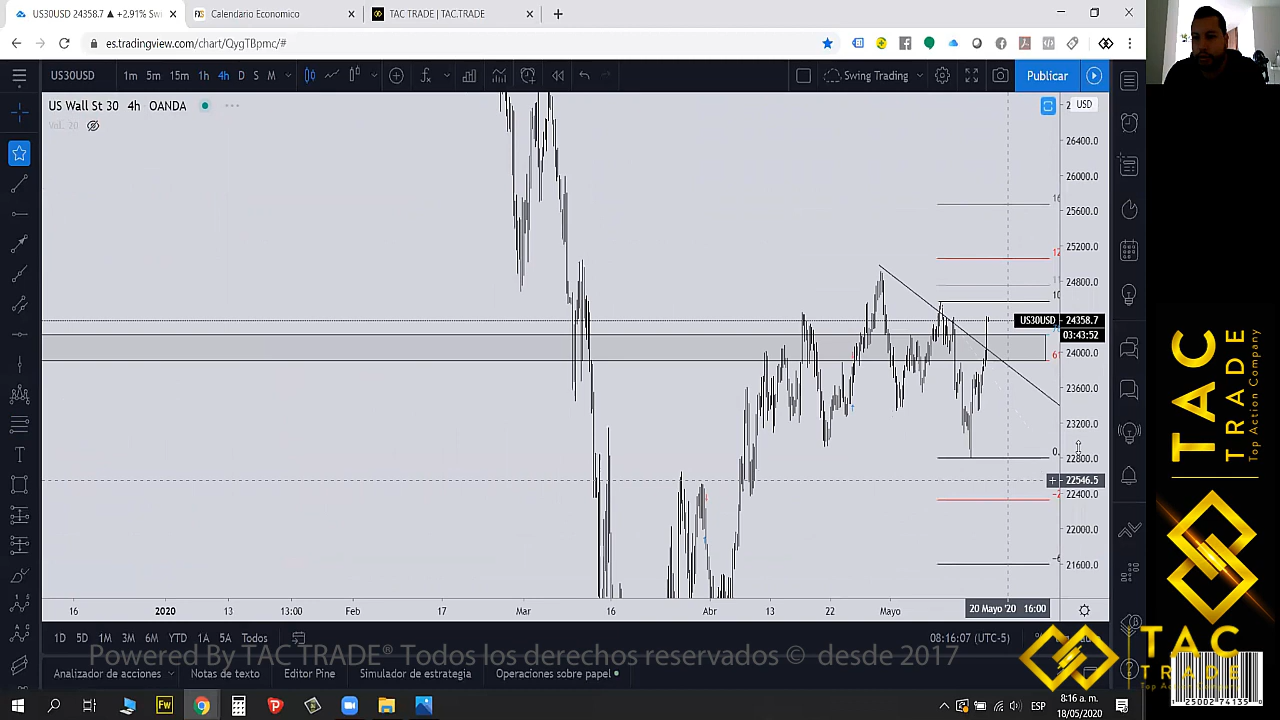 US30USD 24358.7 ▲ +2.91% Sw
Calendario Economico
TAC TRADE | TAC.TRADE
es.tradingview.com/chart/QygTBpmc/#
US30USD
1m 5m 15m 1h 4h D S M
Swing Trading
Publicar
US Wall St 30 4h OANDA
Vol. 20
USD
26400.0
26000.0
25600.0
25200.0
24800.0
US30USD 24358.7
03:43:52
24000.0
23600.0
23200.0
22800.0
22546.5
22400.0
22000.0
21600.0
16 2020 13 13:00 Feb 17 Mar 16 Abr 13 22 Mayo
20 Mayo '20 16:00
1D 5D 1M 3M 6M YTD 1A 5A Todos
08:16:07 (UTC-5)
Powered By TAC TRADE® Todos los derechos reservados © desde 2017
Analizador de acciones
Notas de texto
Editor Pine
Simulador de estrategia
Operaciones sobre papel
TAC
TRADE
Top Action Company
TAC
TRADE
ESP
8:16 a. m.
18/05/2020